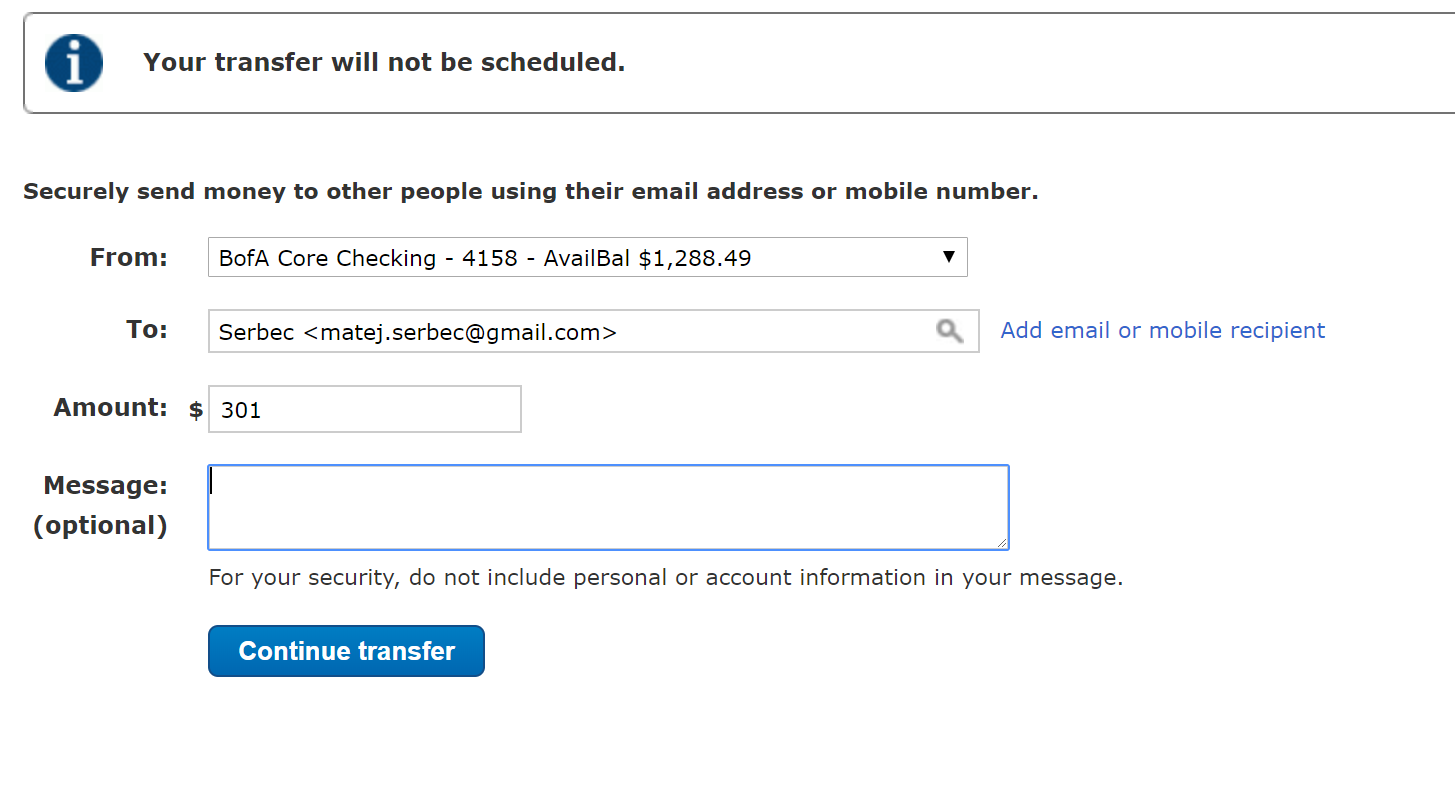 Your transfer will not be scheduled.
Securely send money to other people using their email address or mobile number.
From: BofA Core Checking - 4158 - AvailBal $1,288.49
To: Serbec <matej.serbec@gmail.com> Add email or mobile recipient
Amount: $ 301
Message:
(optional)
For your security, do not include personal or account information in your message.
Continue transfer